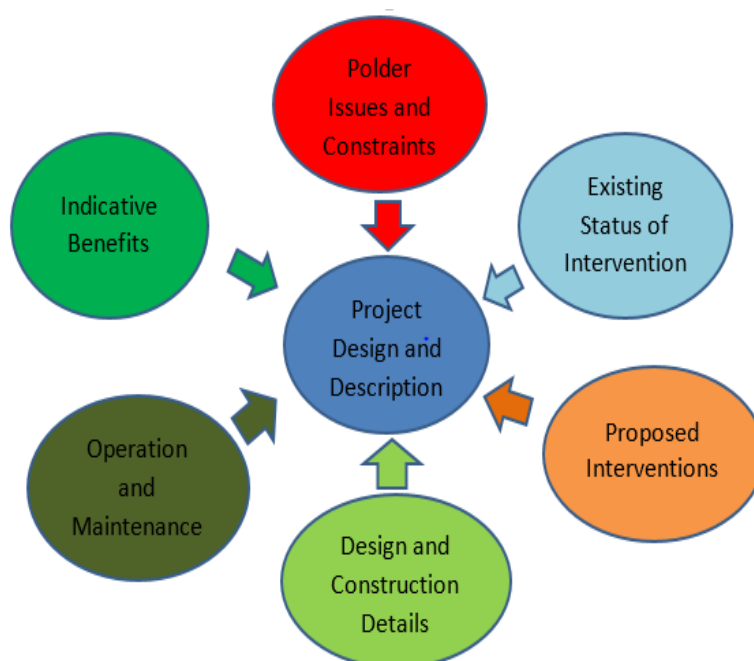 Polder
Issues and
Constraints
Indicative
Benefits
Existing
Status of
Intervention
Project
Design and
Description
Operation
and
Maintenance
Proposed
Interventions
Design and
Construction
Details